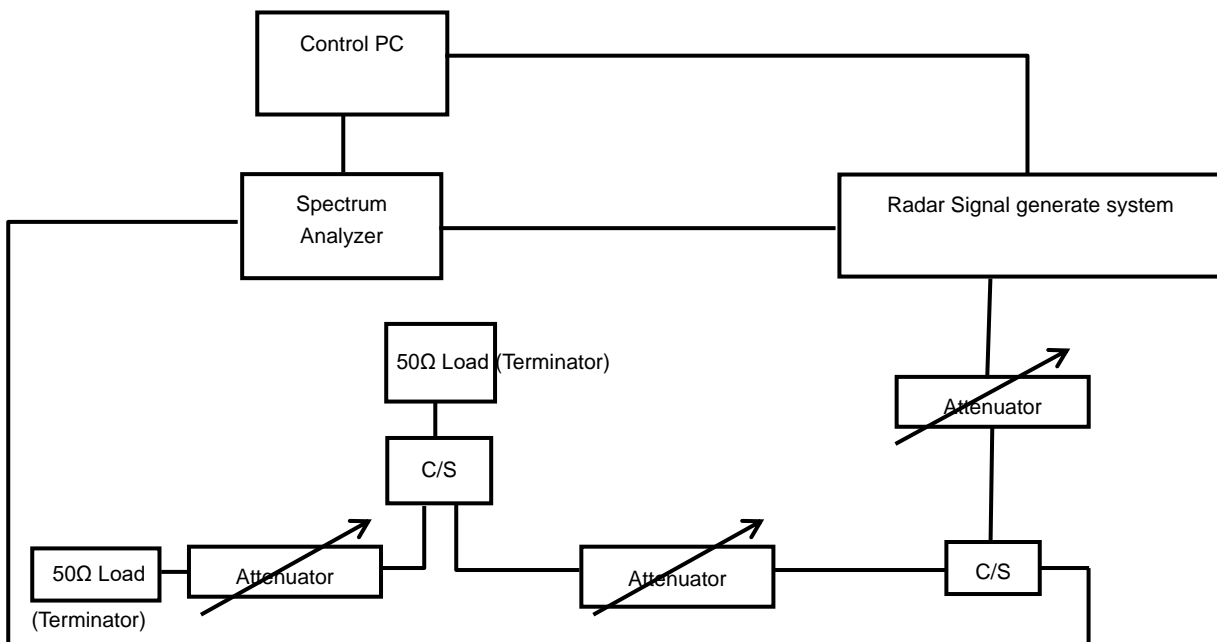 Control PC
Spectrum
Analyzer
Radar Signal generate system
50Ω Load (Terminator)
Attenuator
C/S
50Ω Load
(Terminator)
Attenuator
Attenuator
C/S